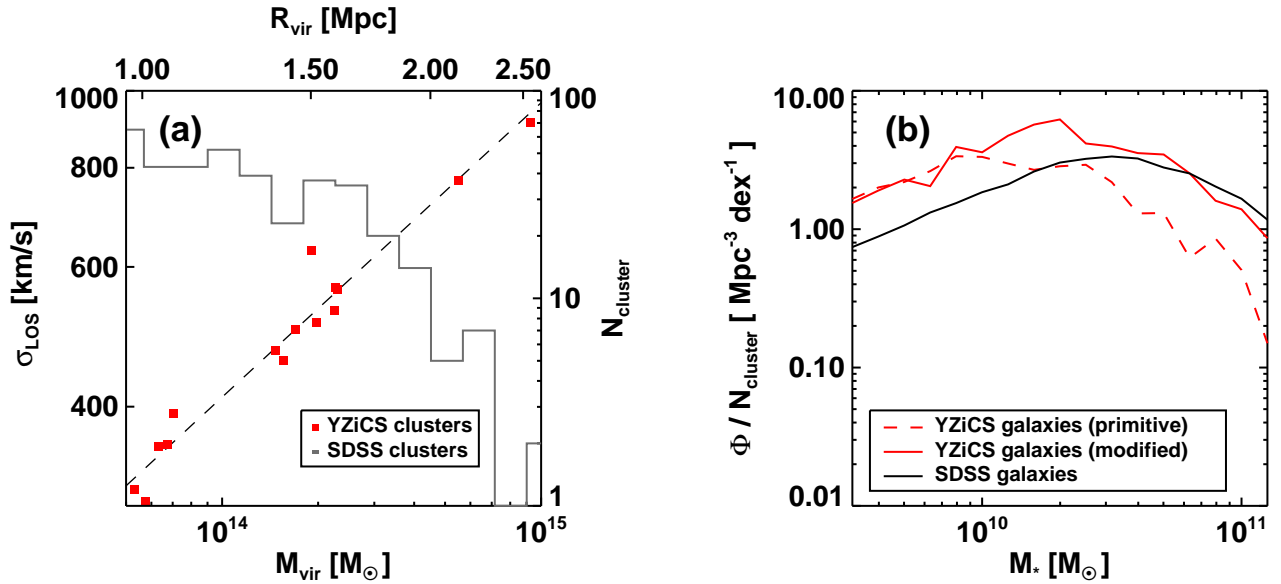 R_vir [Mpc]
1.00 1.50 2.00 2.50
(a)
σ_LOS [km/s]
1000
800
600
400
100
10
1
N_cluster
YZiCS clusters
SDSS clusters
10^14 10^15
M_vir [M_⊙]
(b)
Φ / N_cluster [ Mpc^-3 dex^-1 ]
10.00
1.00
0.10
0.01
YZiCS galaxies (primitive)
YZiCS galaxies (modified)
SDSS galaxies
10^10 10^11
M_* [M_⊙]